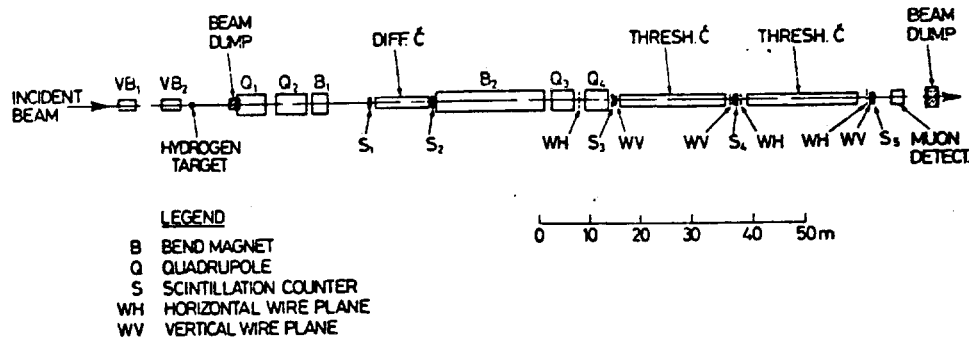 BEAM
DUMP
DIFF. Č
THRESH. Č
THRESH. Č
BEAM
DUMP
VB₁
VB₂
Q₁
Q₂
B₁
B₂
Q₃
Q₄
INCIDENT
BEAM
HYDROGEN
TARGET
S₁
S₂
WH
S₃
WV
WV
S₄
WH
WH
WV
S₅
MUON
DETECT.
LEGEND
B BEND MAGNET
Q QUADRUPOLE
S SCINTILLATION COUNTER
WH HORIZONTAL WIRE PLANE
WV VERTICAL WIRE PLANE
0 10 20 30 40 50 m